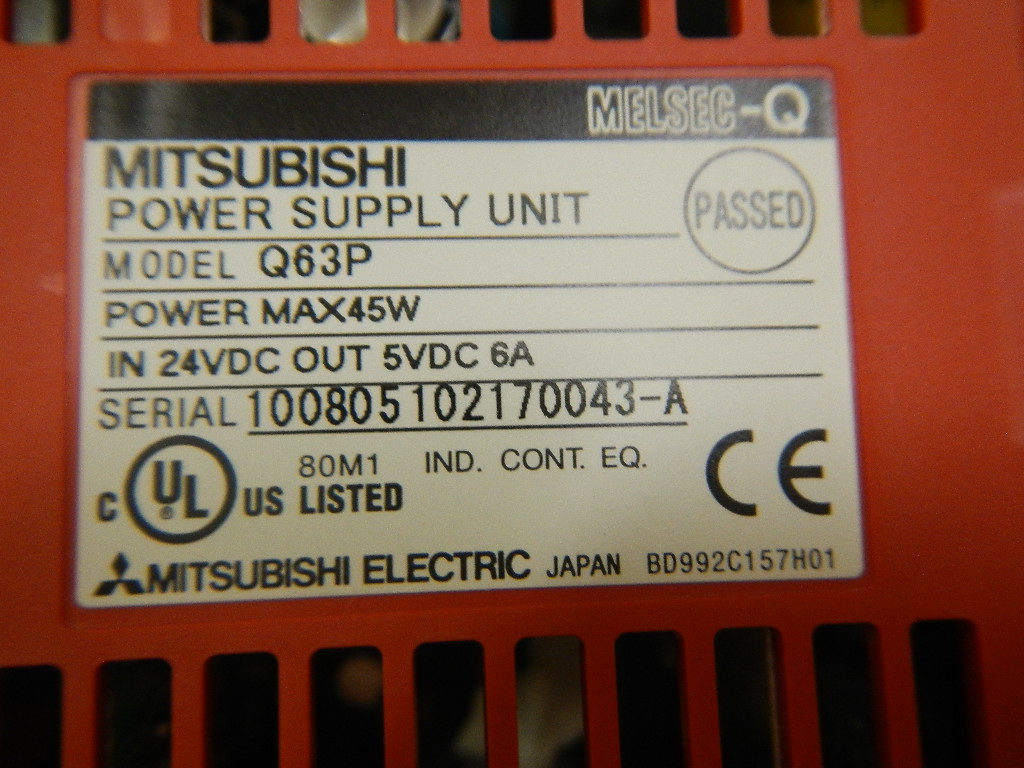 MELSEC-Q
MITSUBISHI
POWER SUPPLY UNIT
PASSED
MODEL Q63P
POWER MAX45W
IN 24VDC OUT 5VDC 6A
SERIAL 100805102170043-A
C UL® US LISTED 80M1 IND. CONT. EQ.
CE
MITSUBISHI ELECTRIC JAPAN BD992C157H01